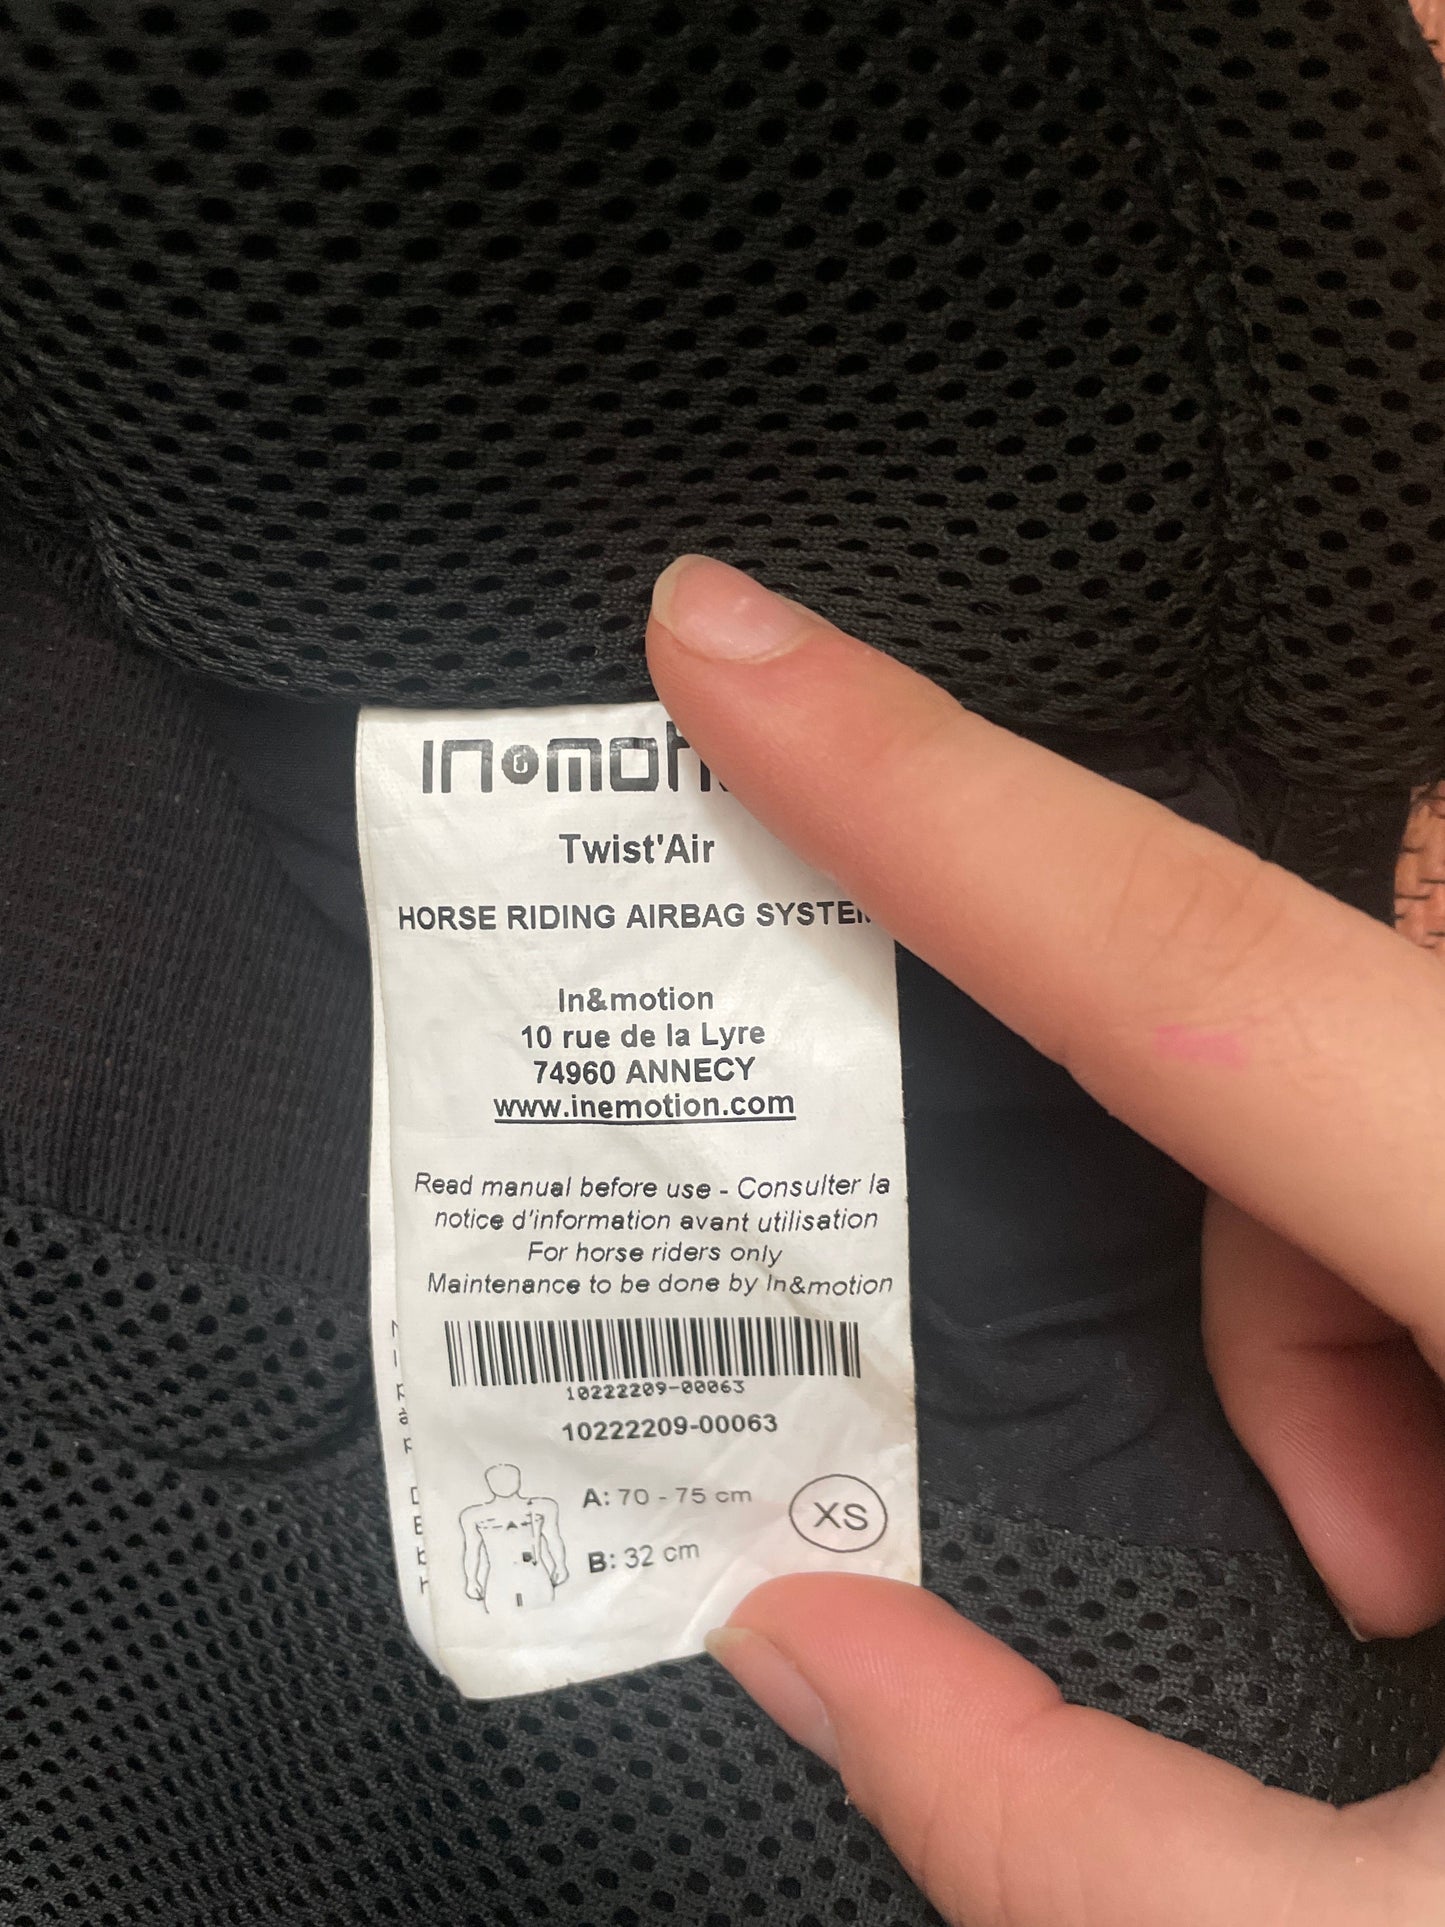 Twist'Air
HORSE RIDING AIRBAG
In&motion
10 rue de la Lyre
74960 ANNECY
www.inemotion.com
Read manual before use - Consulter la
notice d'information avant utilisation
For horse riders only
Maintenance to be done by In&motion
10222209-00063
10222209-00063
A: 70 - 75 cm
XS
B: 32 cm
A
B